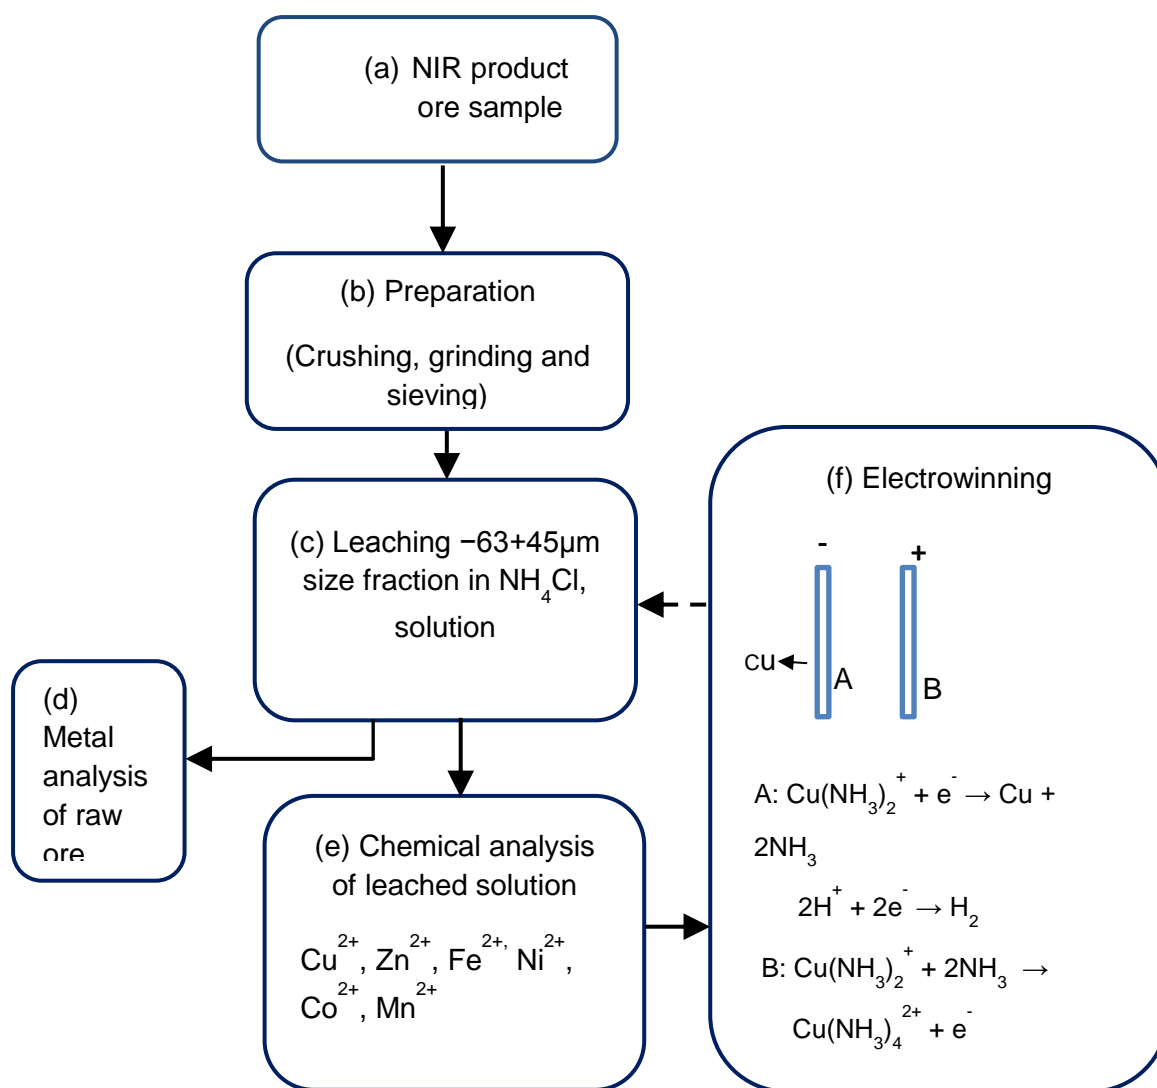 (a) NIR product
ore sample
(b) Preparation
(Crushing, grinding and
sieving)
(c) Leaching −63+45µm
size fraction in NH₄Cl,
solution
(d)
Metal
analysis
of raw
ore
(e) Chemical analysis
of leached solution
Cu²⁺, Zn²⁺, Fe²⁺, Ni²⁺,
Co²⁺, Mn²⁺
(f) Electrowinning
- +
cu
A B
A: Cu(NH₃)₂⁺ + e⁻ → Cu +
2NH₃
2H⁺ + 2e⁻ → H₂
B: Cu(NH₃)₂⁺ + 2NH₃ →
Cu(NH₃)₄²⁺ + e⁻